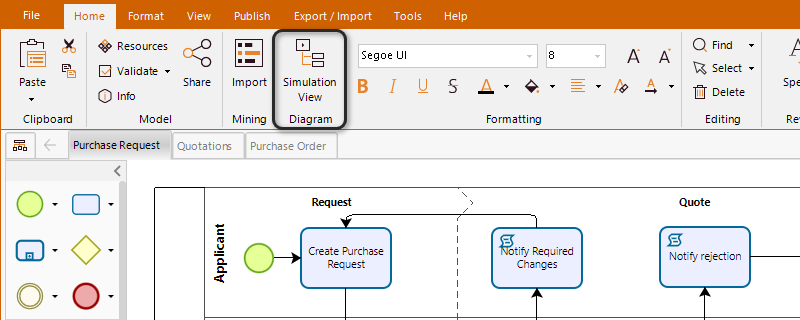 File Home Format View Publish Export / Import Tools Help
Resources
Validate
Info
Paste
Share
Import
Simulation
View
Segoe UI 8
B I U S A
A A A
Find
Select
Delete
Spe
Clipboard Model Mining Diagram Formatting Editing Rev
Purchase Request Quotations Purchase Order
Request Quote
Applicant
Create Purchase
Request
Notify Required
Changes
Notify rejection